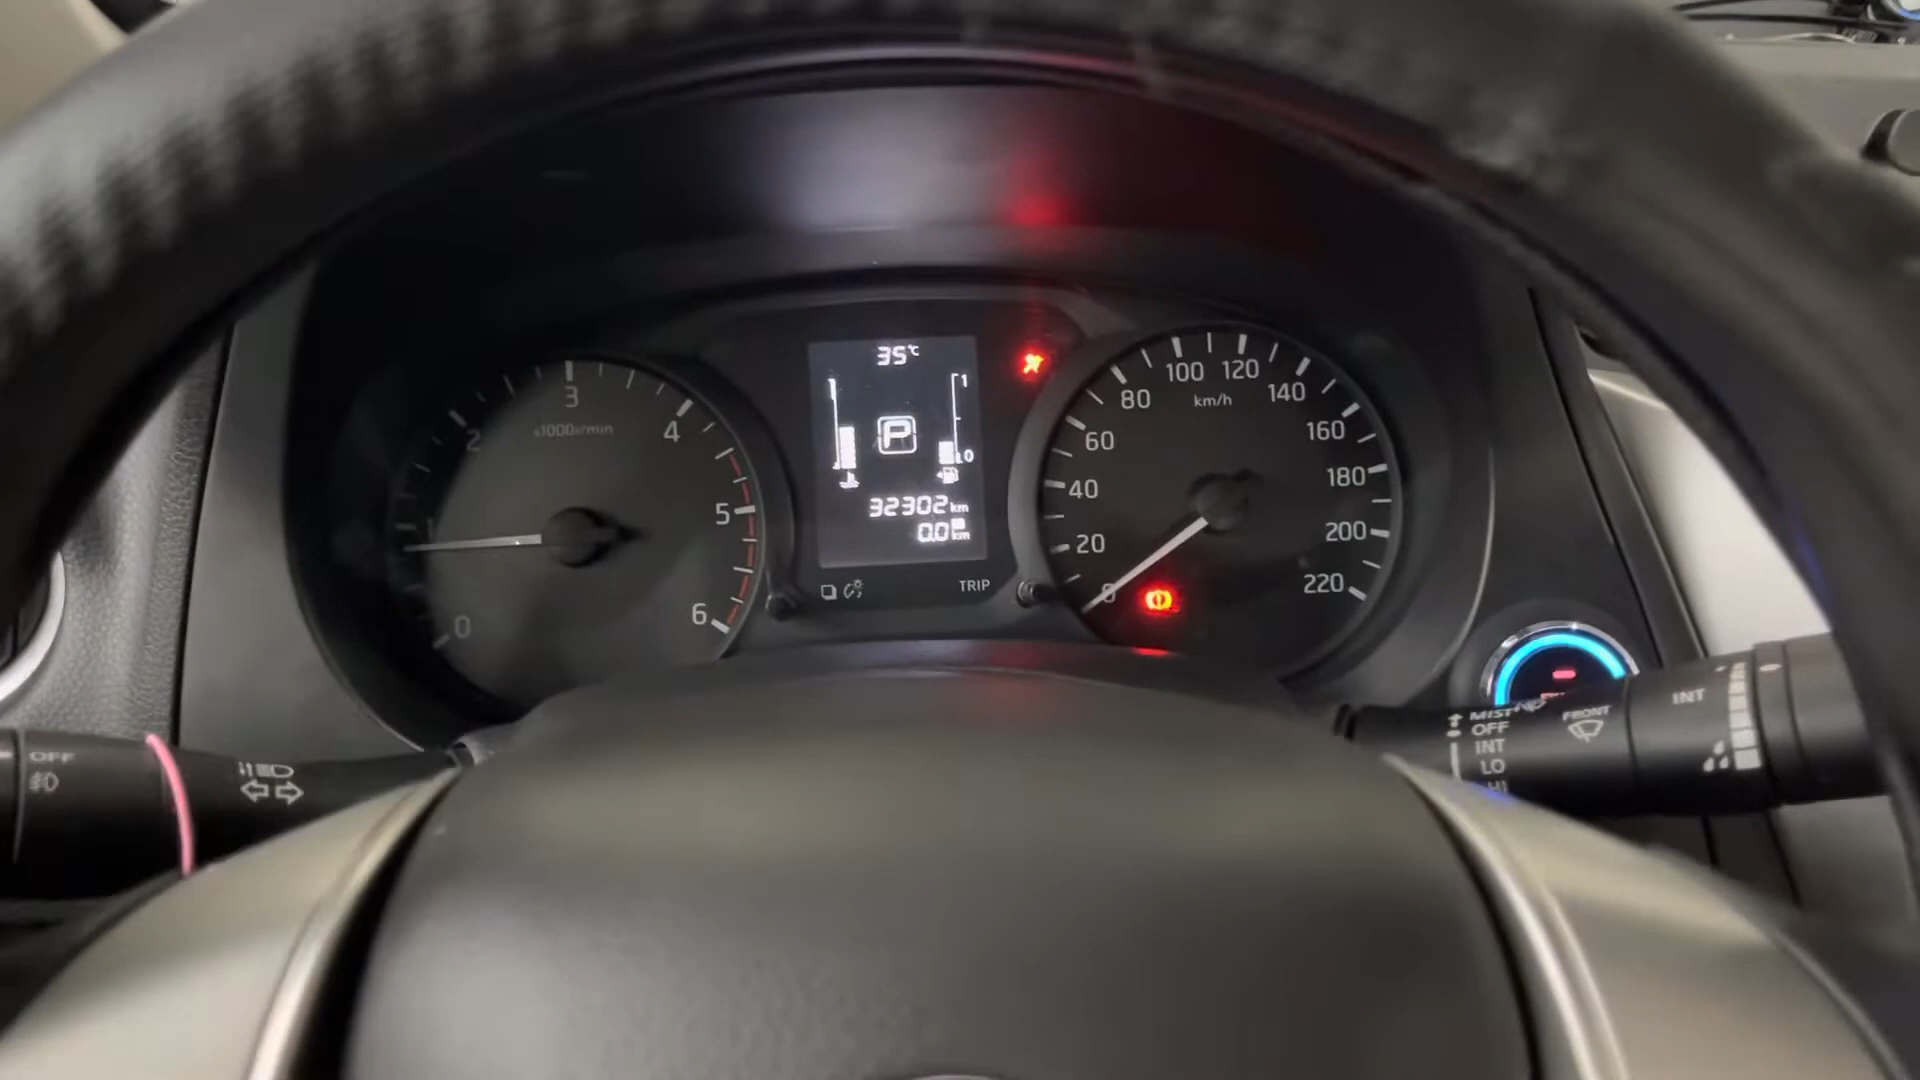 35°C
1
P
0
32302 km
0.0 km
TRIP
0
2
3
4
5
6
x1000r/min
0
20
40
60
80
100
120
140
160
180
200
220
km/h
OFF
MIST
OFF
INT
LO
HI
FRONT
INT